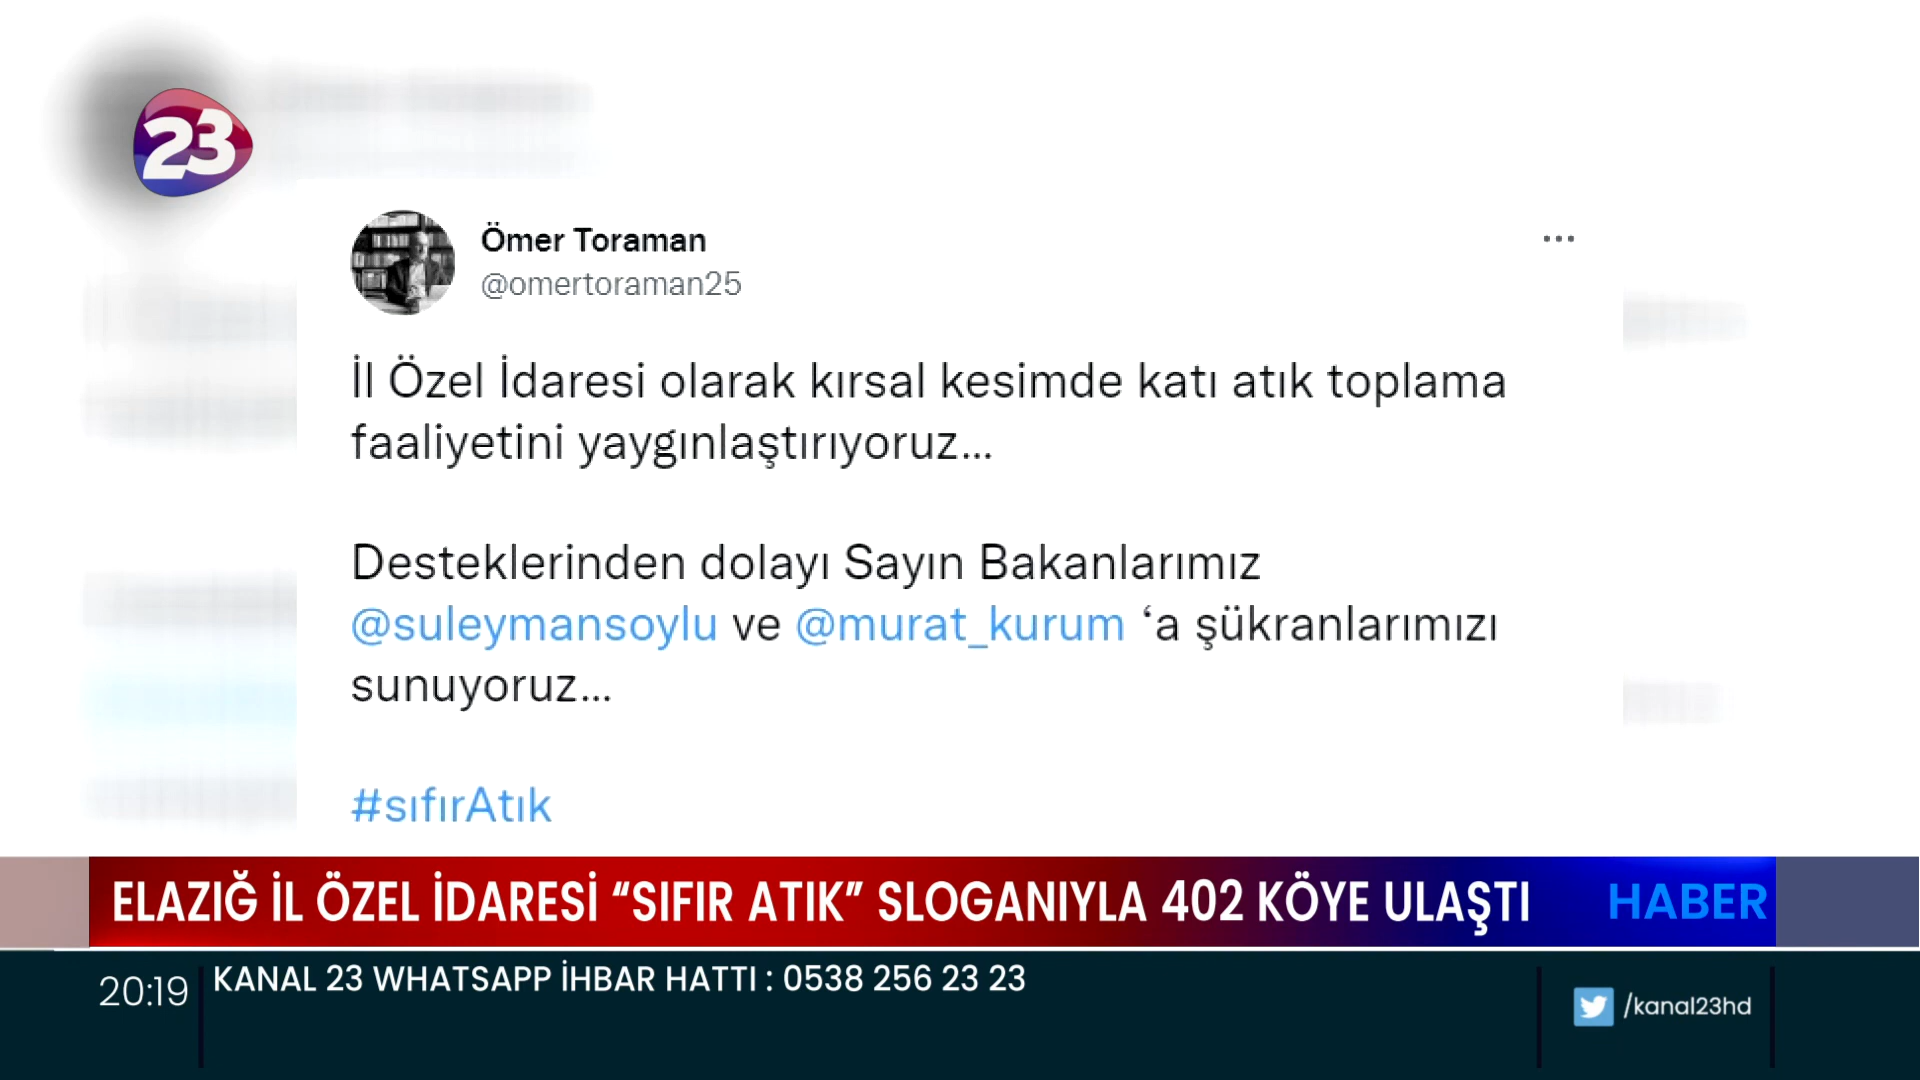 23
Ömer Toraman
@omertoraman25
İl Özel İdaresi olarak kırsal kesimde katı atık toplama
faaliyetini yaygınlaştırıyoruz...
Desteklerinden dolayı Sayın Bakanlarımız
@suleymansoylu ve @murat_kurum ‘a şükranlarımızı
sunuyoruz...
#sıfırAtık
ELAZIĞ İL ÖZEL İDARESİ “SIFIR ATIK” SLOGANIYLA 402 KÖYE ULAŞTI
HABER
20:19
KANAL 23 WHATSAPP İHBAR HATTI : 0538 256 23 23
/kanal23hd